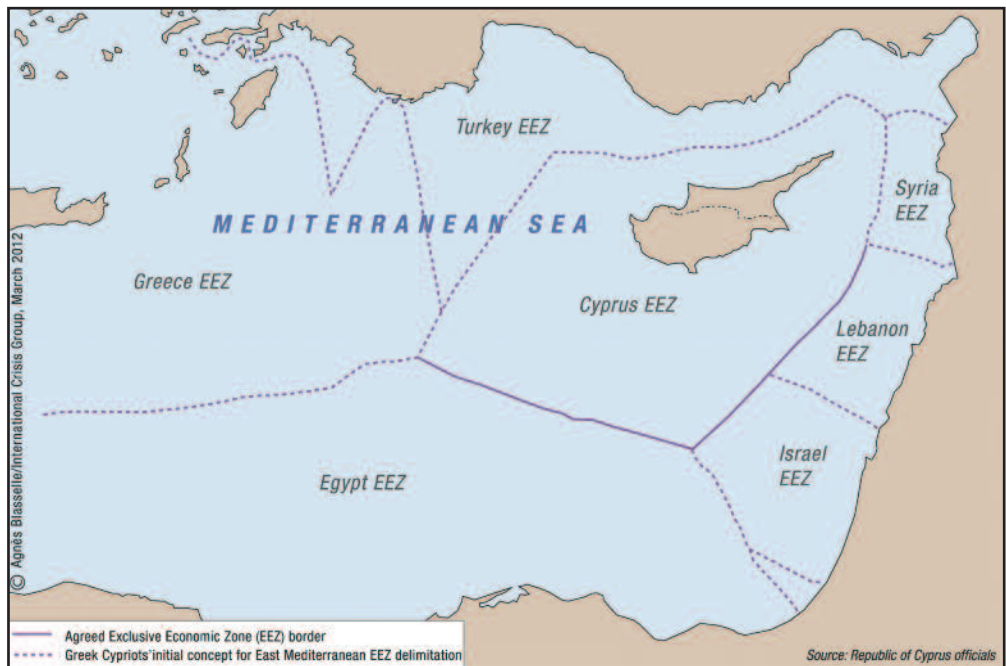 Turkey EEZ
Syria
EEZ
MEDITERRANEAN SEA
Greece EEZ
Cyprus EEZ
Lebanon
EEZ
Israel
EEZ
Egypt EEZ
© Agnès Blasselle/International Crisis Group, March 2012
Agreed Exclusive Economic Zone (EEZ) border
Greek Cypriots'initial concept for East Mediterranean EEZ delimitation
Source: Republic of Cyprus officials